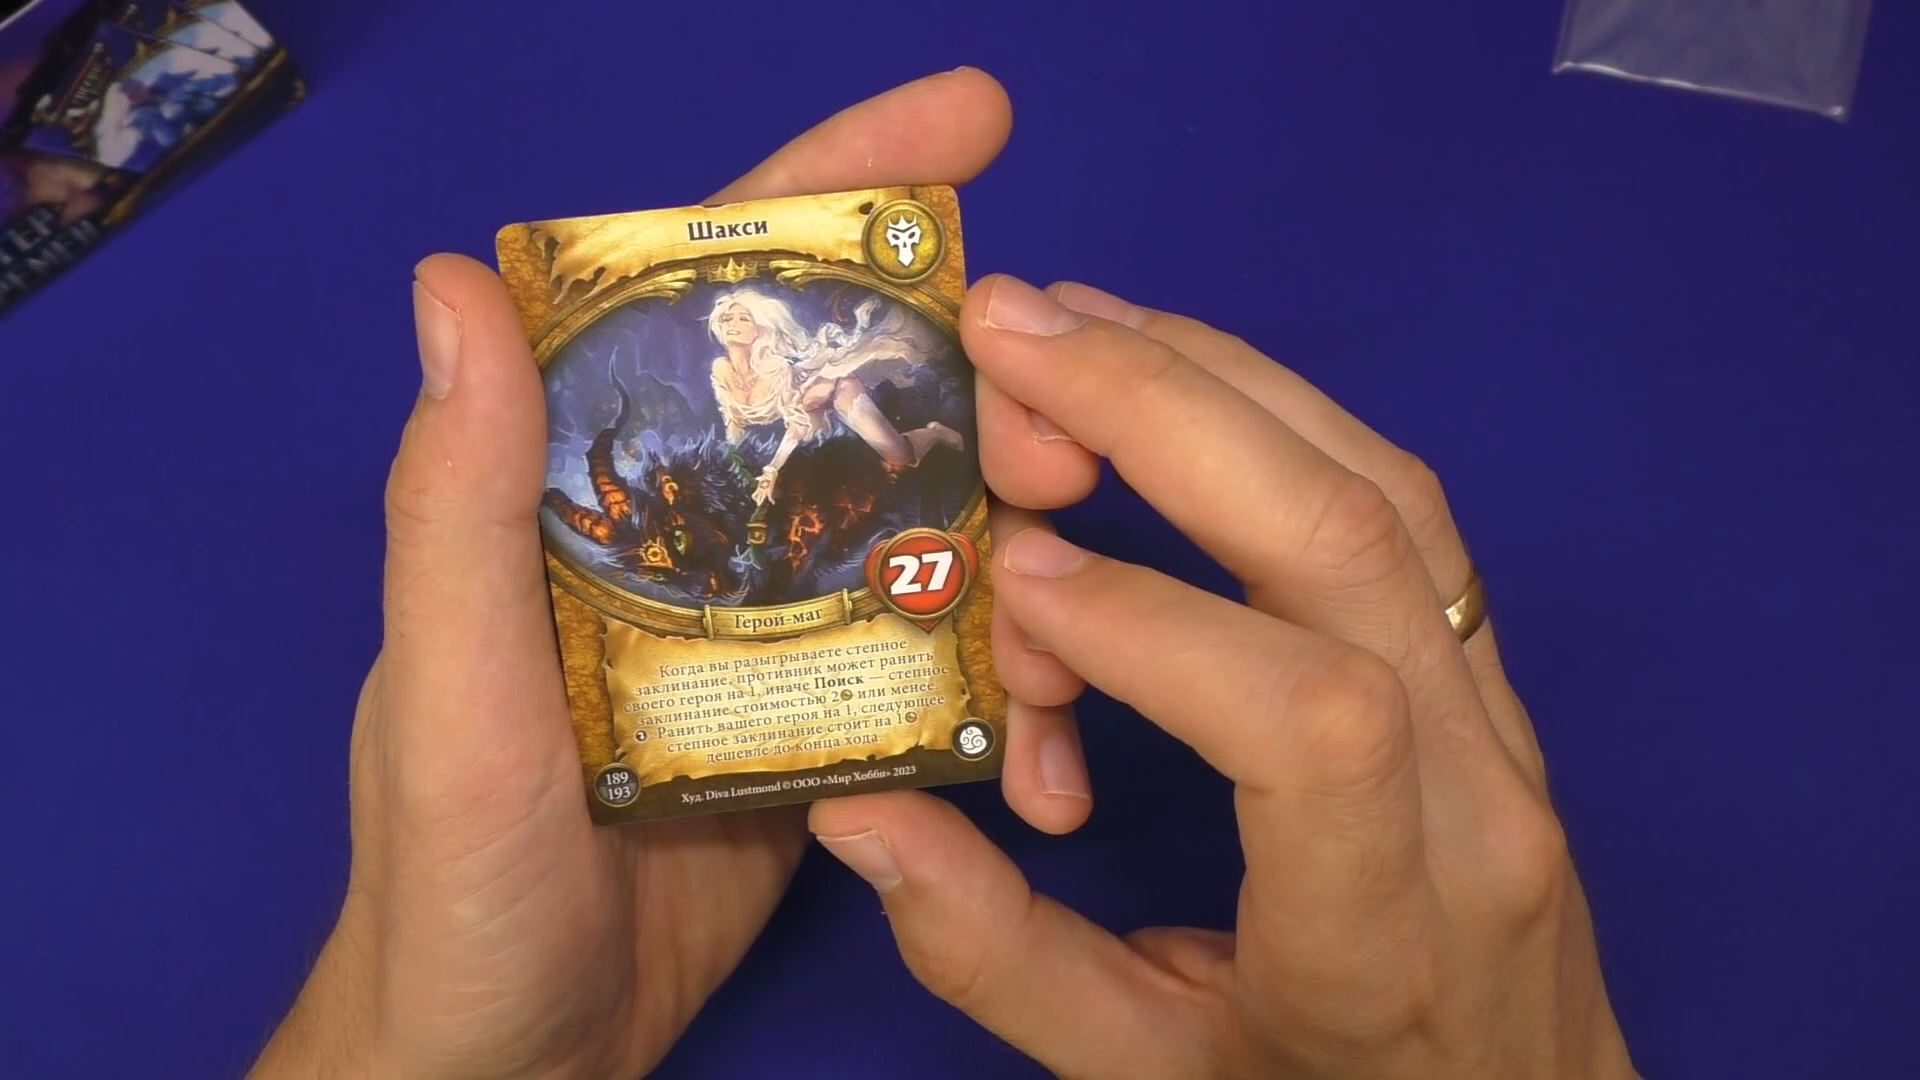 Шакси
27
Герой-маг
Когда вы разыгрываете степное
заклинание, противник может ранить
своего героя на 1, иначе Поиск — степное
заклинание стоимостью 2 или менее.
: Ранить вашего героя на 1, следующее
степное заклинание стоит на 1
дешевле до конца хода.
189
193
Худ. Diva Lustmond © ООО «Мир Хобби» 2023